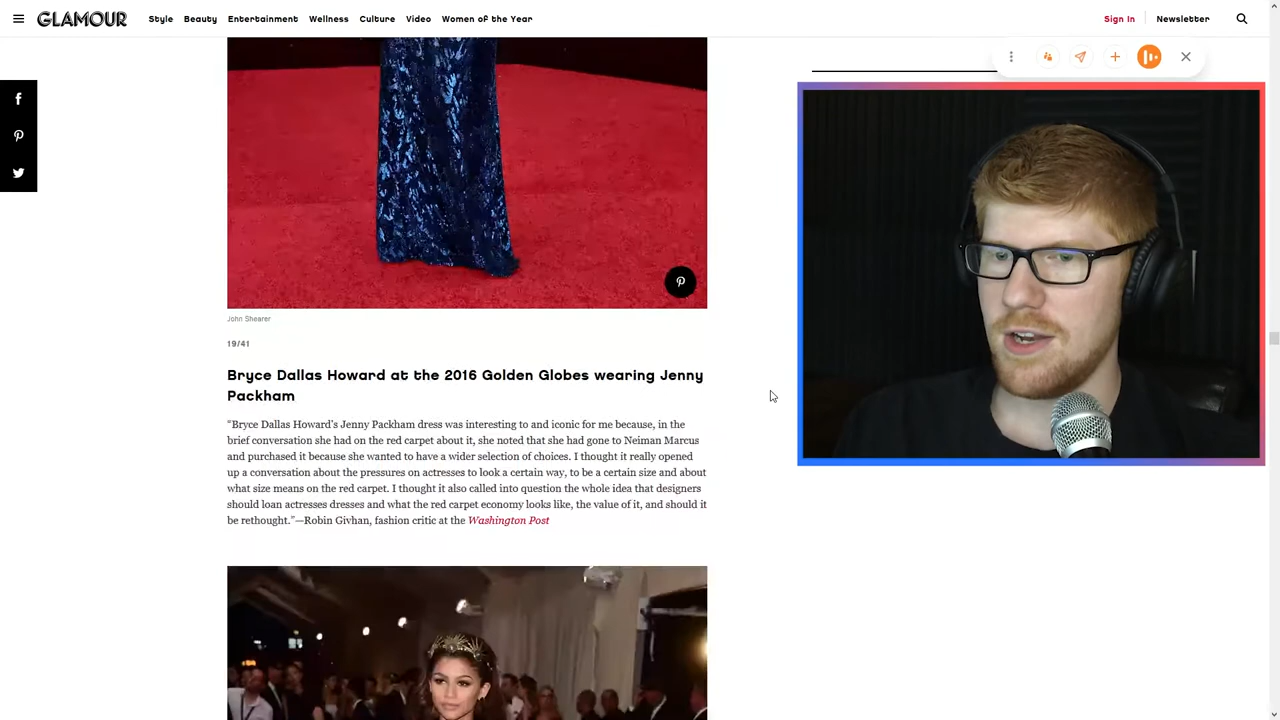 GLAMOUR
Style Beauty Entertainment Wellness Culture Video Women of the Year
Sign In Newsletter
John Shearer
19/41
Bryce Dallas Howard at the 2016 Golden Globes wearing Jenny
Packham
“Bryce Dallas Howard's Jenny Packham dress was interesting to and iconic for me because, in the
brief conversation she had on the red carpet about it, she noted that she had gone to Neiman Marcus
and purchased it because she wanted to have a wider selection of choices. I thought it really opened
up a conversation about the pressures on actresses to look a certain way, to be a certain size and about
what size means on the red carpet. I thought it also called into question the whole idea that designers
should loan actresses dresses and what the red carpet economy looks like, the value of it, and should it
be rethought.”—Robin Givhan, fashion critic at the Washington Post